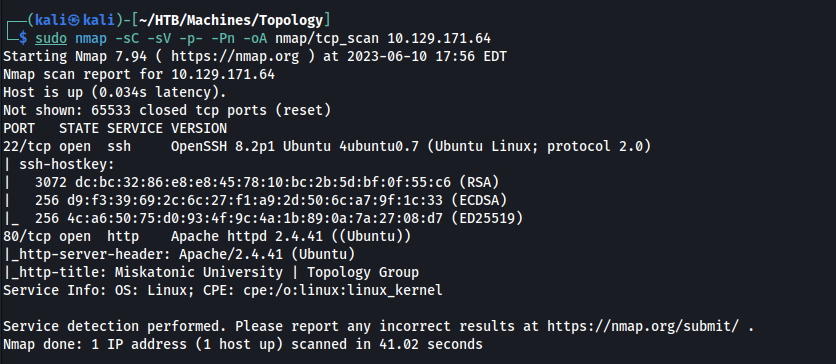 ┌──(kali㉿kali)-[~/HTB/Machines/Topology]
└─$ sudo nmap -sC -sV -p- -Pn -oA nmap/tcp_scan 10.129.171.64
Starting Nmap 7.94 ( https://nmap.org ) at 2023-06-10 17:56 EDT
Nmap scan report for 10.129.171.64
Host is up (0.034s latency).
Not shown: 65533 closed tcp ports (reset)
PORT   STATE SERVICE VERSION
22/tcp open  ssh     OpenSSH 8.2p1 Ubuntu 4ubuntu0.7 (Ubuntu Linux; protocol 2.0)
| ssh-hostkey:
|   3072 dc:bc:32:86:e8:e8:45:78:10:bc:2b:5d:bf:0f:55:c6 (RSA)
|   256 d9:f3:39:69:2c:6c:27:f1:a9:2d:50:6c:a7:9f:1c:33 (ECDSA)
|_  256 4c:a6:50:75:d0:93:4f:9c:4a:1b:89:0a:7a:27:08:d7 (ED25519)
80/tcp open  http    Apache httpd 2.4.41 ((Ubuntu))
|_http-server-header: Apache/2.4.41 (Ubuntu)
|_http-title: Miskatonic University | Topology Group
Service Info: OS: Linux; CPE: cpe:/o:linux:linux_kernel

Service detection performed. Please report any incorrect results at https://nmap.org/submit/ .
Nmap done: 1 IP address (1 host up) scanned in 41.02 seconds